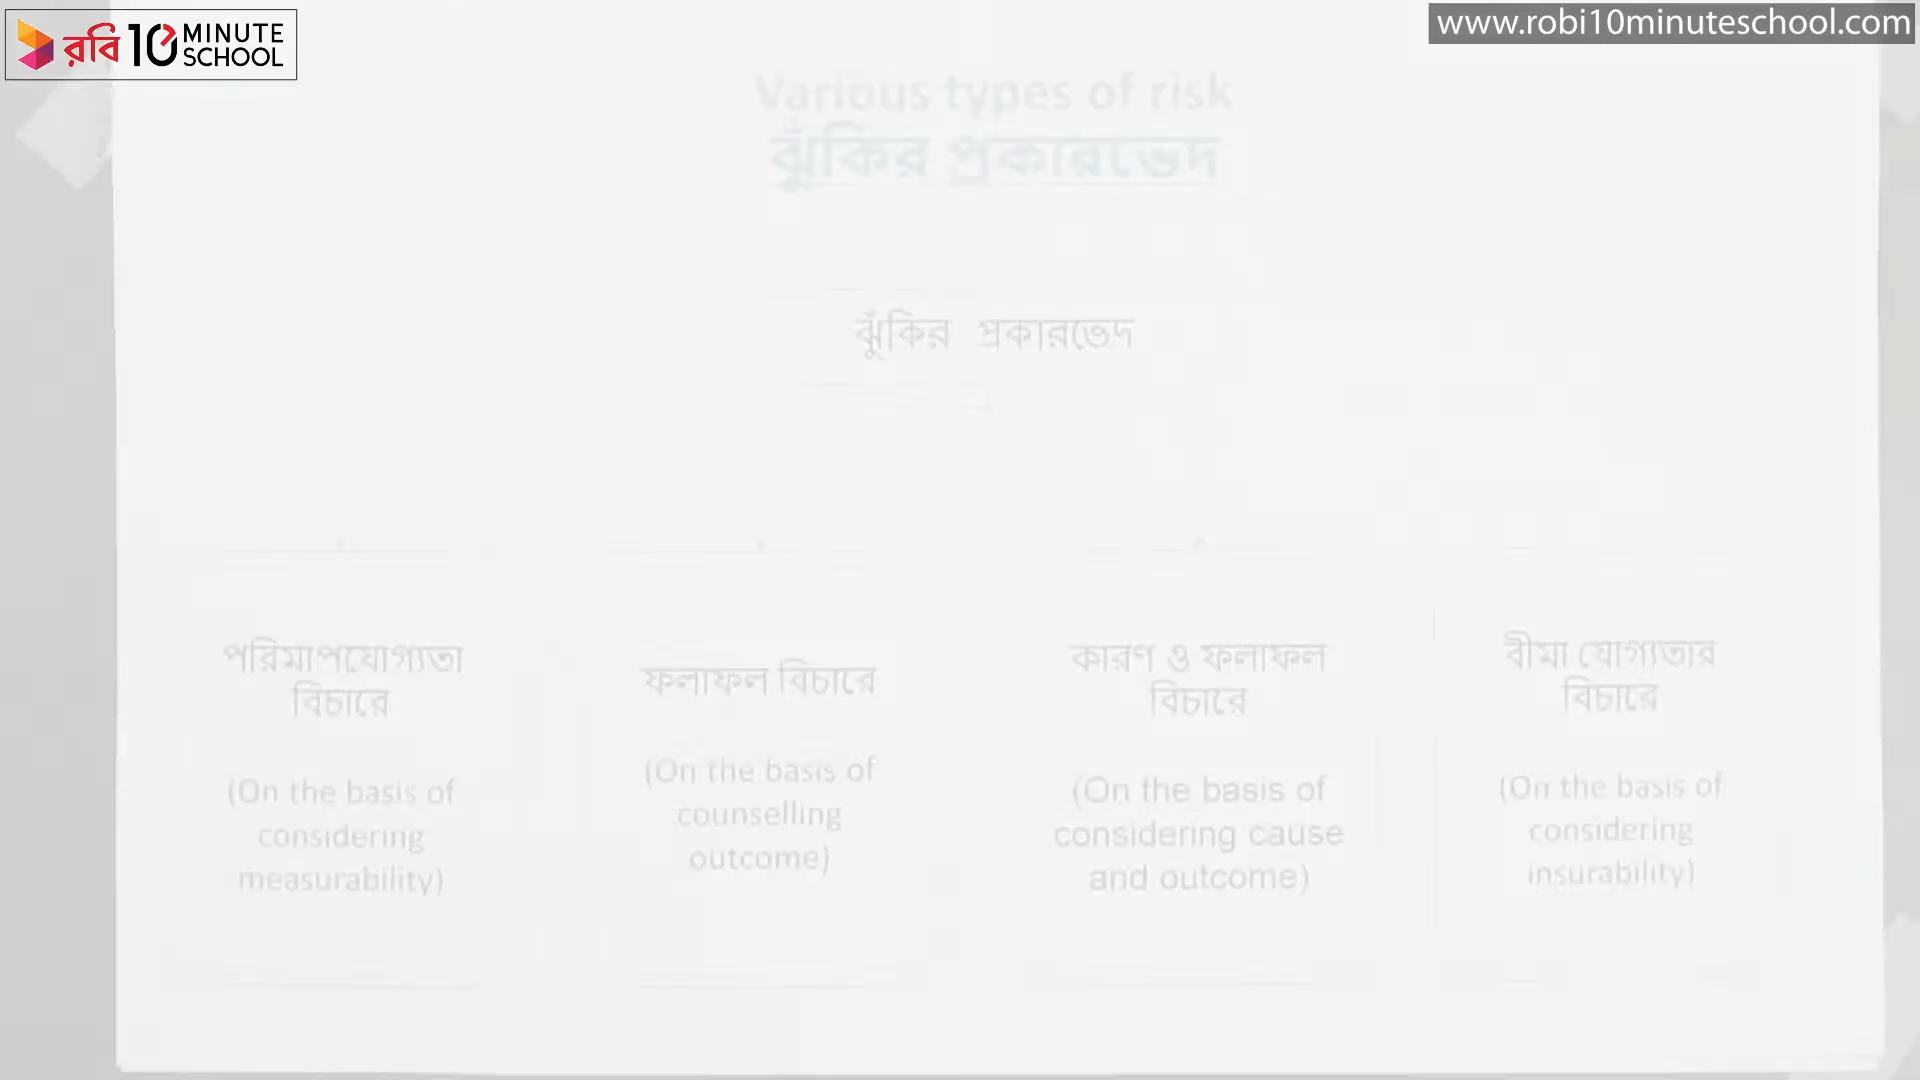 রবি 10 MINUTE SCHOOL
www.robi10minuteschool.com
Various types of risk
ঝুঁকির প্রকারভেদ
ঝুঁকির প্রকারভেদ
পরিমাপযোগ্যতা
বিচারে
(On the basis of
considering
measurability)
ফলাফল বিচারে
(On the basis of
counselling
outcome)
কারণ ও ফলাফল
বিচারে
(On the basis of
considering cause
and outcome)
বীমা যোগ্যতার
বিচারে
(On the basis of
considering
insurability)